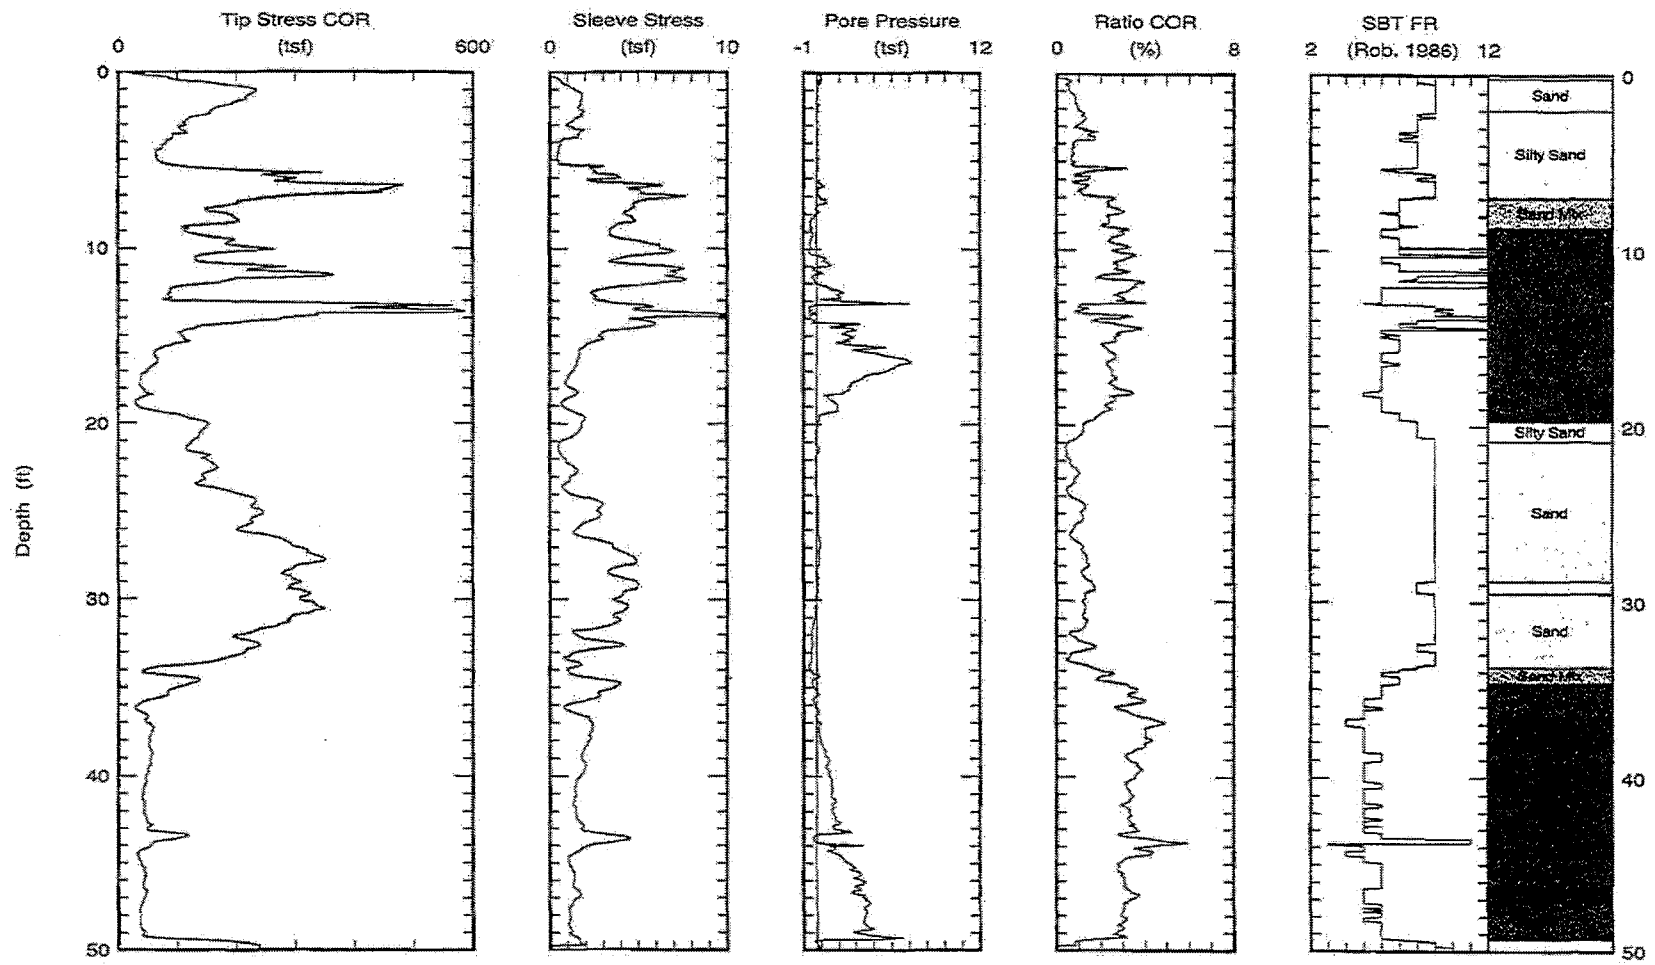 Tip Stress COR Sleeve Stress Pore Pressure Ratio COR SBT FR
(tsf) (tsf) (tsf) (%) (Rob. 1986)
0 600 0 10 -1 12 0 8 2 12
0 0
Sand
Silty Sand
Sand Mix
10 10
20 20
Silty Sand
Sand
Depth (ft)
30 30
Sand
Sand Mix
40 40
50 50